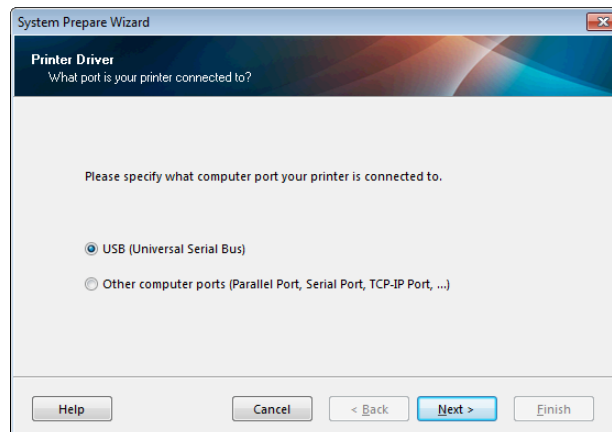 System Prepare Wizard
Printer Driver
What port is your printer connected to?
Please specify what computer port your printer is connected to.
USB (Universal Serial Bus)
Other computer ports (Parallel Port, Serial Port, TCP-IP Port, ...)
Help Cancel < Back Next > Finish